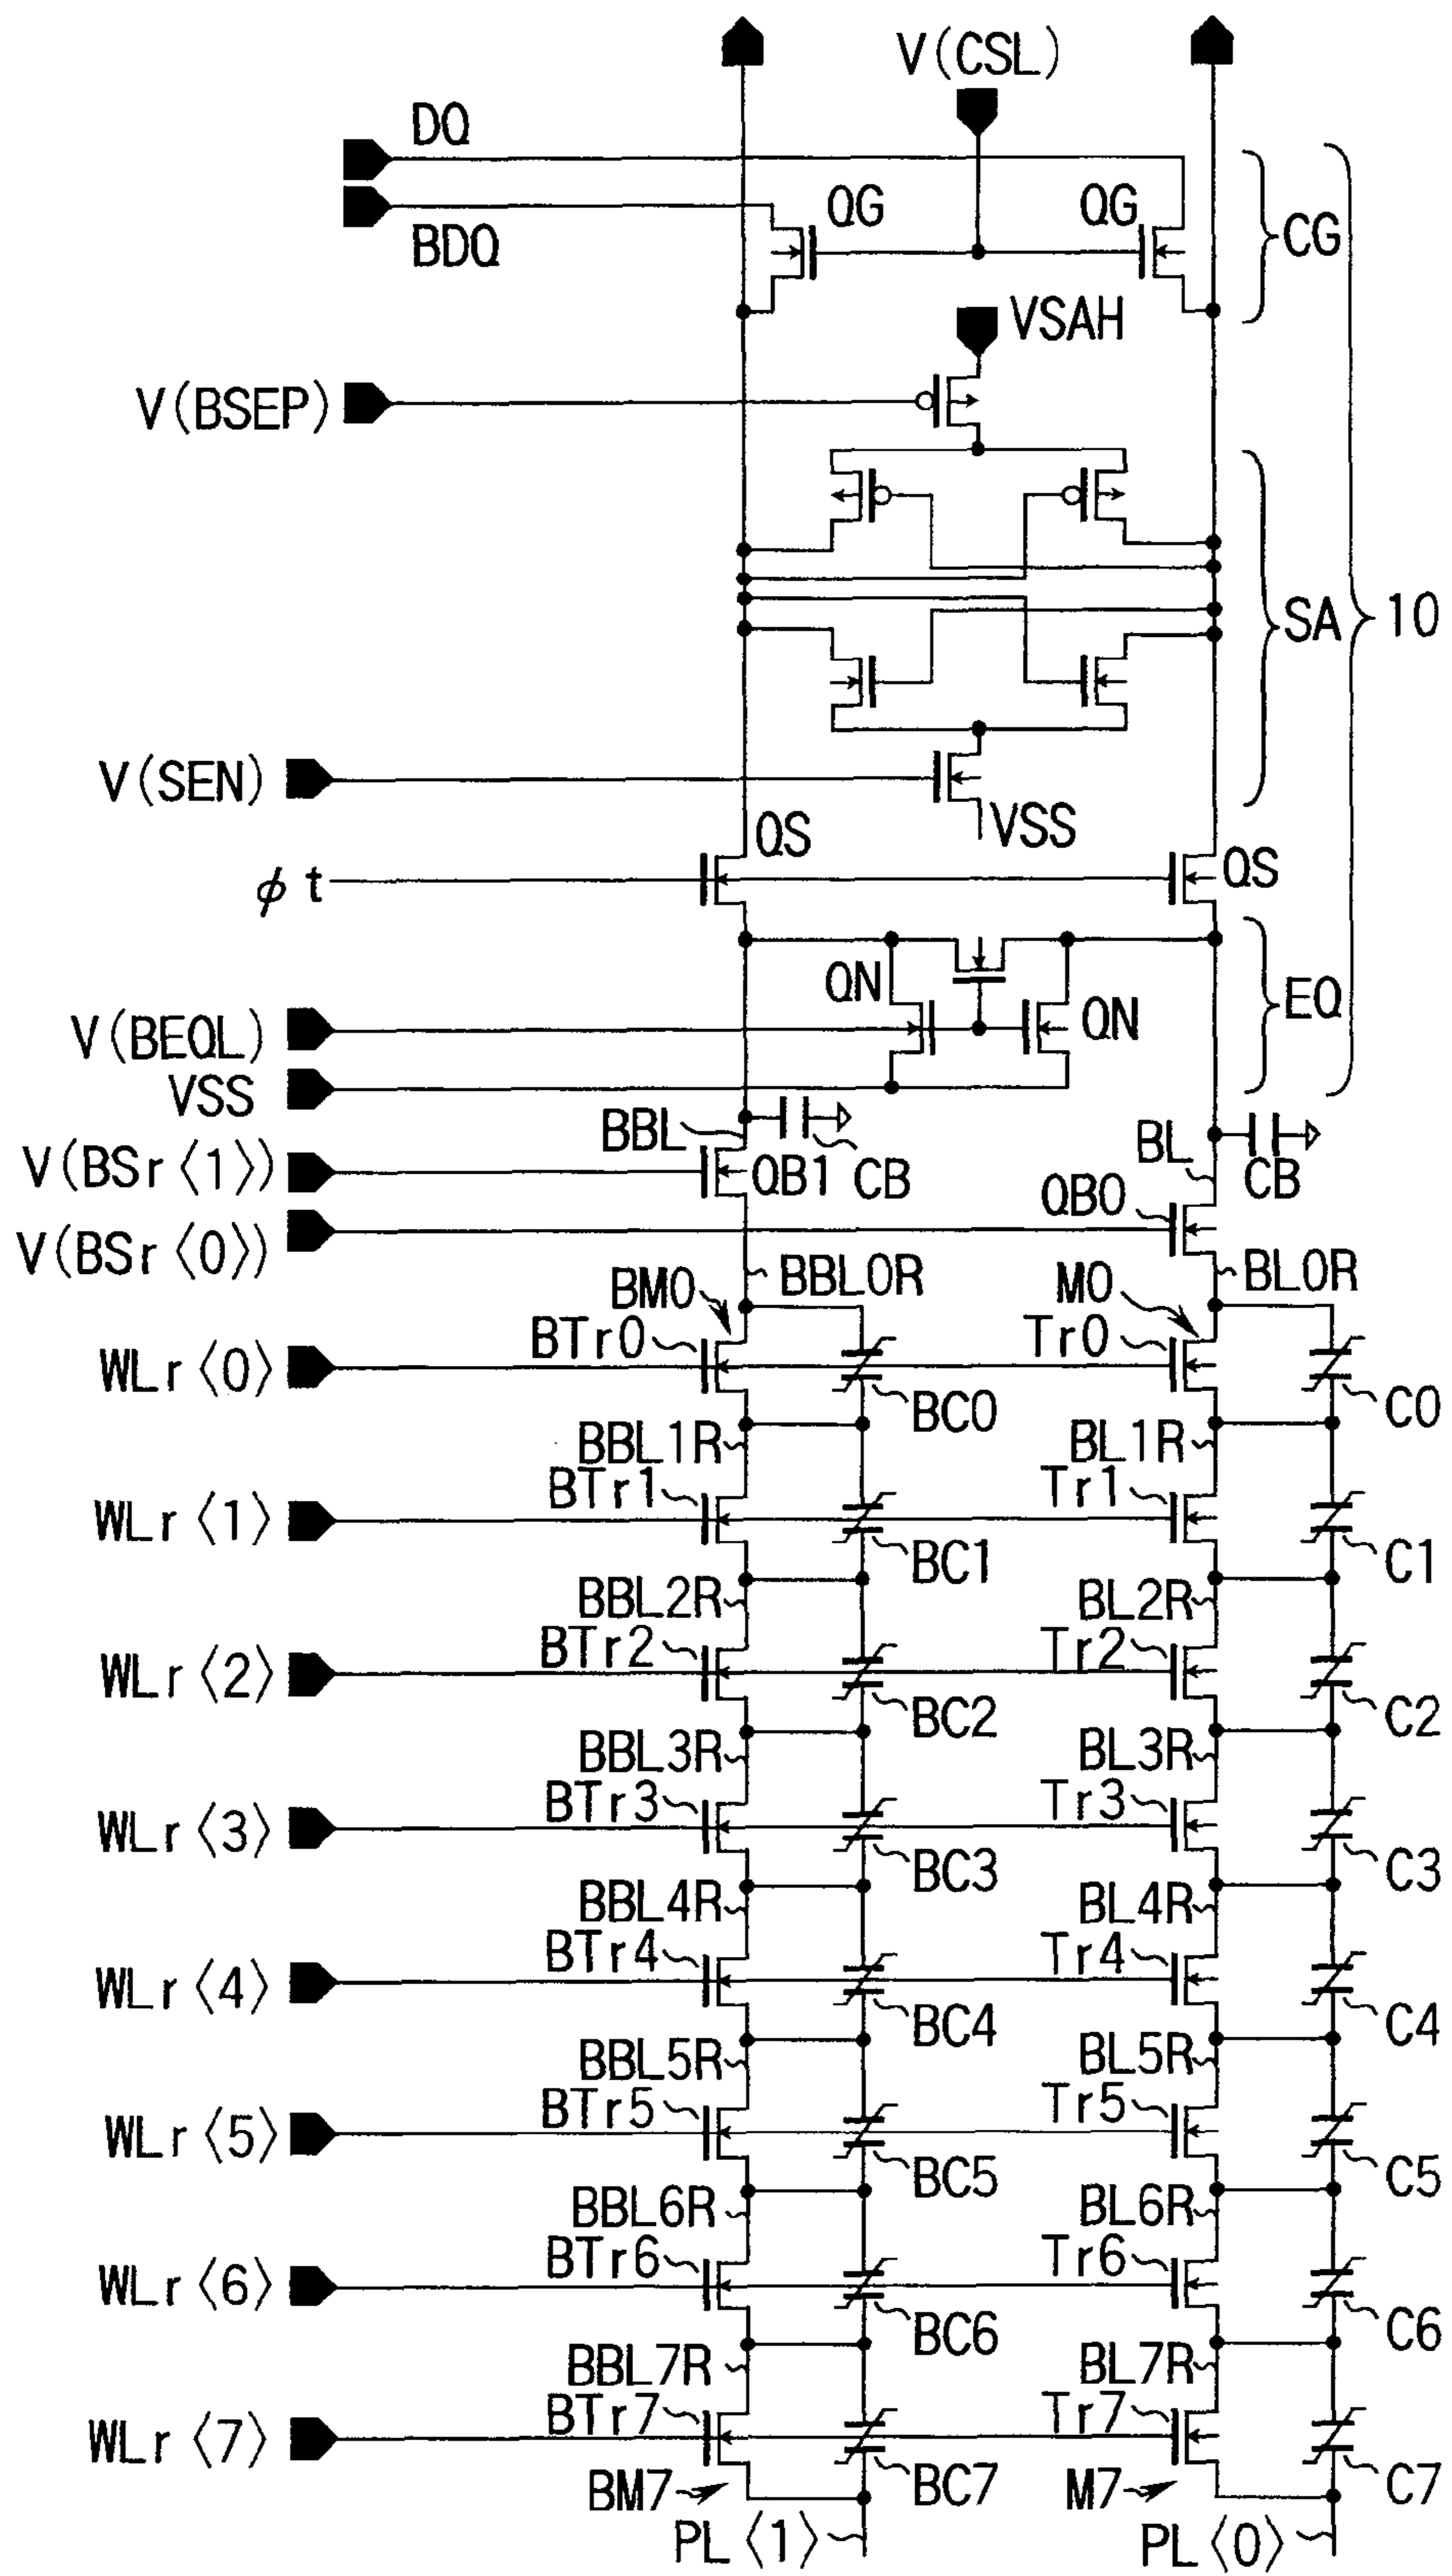 V(CSL)
DQ
QG QG
BDQ
CG
VSAH
V(BSEP)
SA
10
V(SEN)
VSS
QS
QS
φt
QN
QN
EQ
V(BEQL)
VSS
BBL
BL
V(BSr〈1〉)
QB1 CB
CB
QB0
V(BSr〈0〉)
BBL0R
BL0R
BM0
M0
BTr0
Tr0
WLr〈0〉
BC0
C0
BBL1R
BL1R
BTr1
Tr1
WLr〈1〉
BC1
C1
BBL2R
BL2R
BTr2
Tr2
WLr〈2〉
BC2
C2
BBL3R
BL3R
BTr3
Tr3
WLr〈3〉
BC3
C3
BBL4R
BL4R
BTr4
Tr4
WLr〈4〉
BC4
C4
BBL5R
BL5R
BTr5
Tr5
WLr〈5〉
BC5
C5
BBL6R
BL6R
BTr6
Tr6
WLr〈6〉
BC6
C6
BBL7R
BL7R
BTr7
Tr7
WLr〈7〉
BC7
C7
BM7
M7
PL〈1〉
PL〈0〉